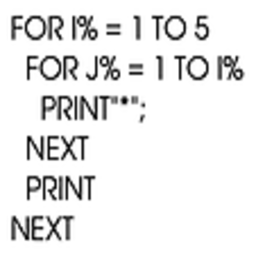 FOR I% = 1 TO 5
FOR J% = 1 TO I%
PRINT"*";
NEXT
PRINT
NEXT